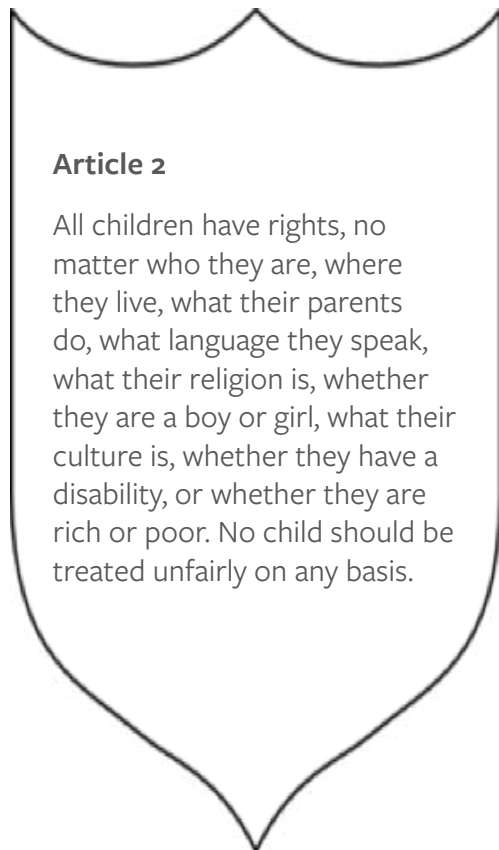 Article 2
All children have rights, no
matter who they are, where
they live, what their parents
do, what language they speak,
what their religion is, whether
they are a boy or girl, what their
culture is, whether they have a
disability, or whether they are
rich or poor. No child should be
treated unfairly on any basis.